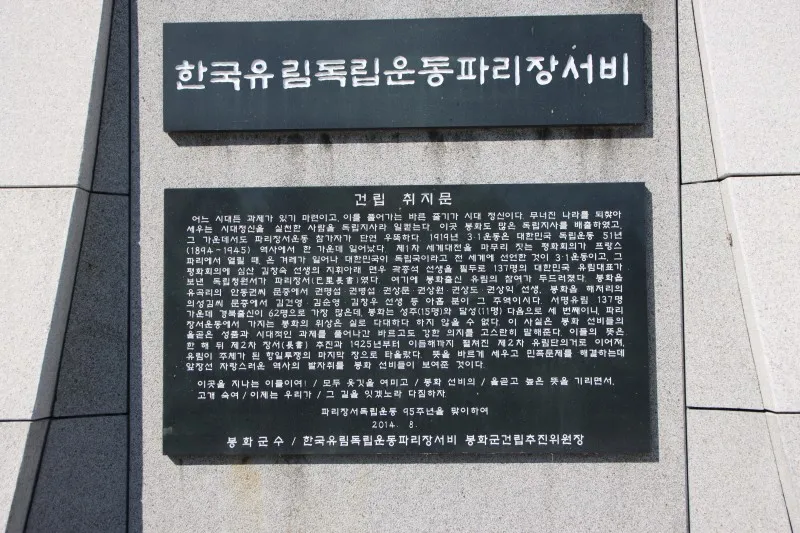 한국유림독립운동파리장서비
건립 취지문
어느 시대든 과제가 있기 마련이고, 이를 풀어가는 바른 줄기가 시대 정신이다. 무너진 나라를 되찾아
세우는 시대정신을 실천한 사람을 독립지사라 일컫는다. 이곳 봉화도 많은 독립지사를 배출하였고,
그 가운데서도 파리장서운동 참가자가 단연 우뚝하다. 1919년 3·1운동은 대한민국 독립운동 51년
(1894~1945) 역사에서 한 가운데 일어났다. 제1차 세계대전을 마무리 짓는 평화회의가 프랑스
파리에서 열릴 때, 온 겨레가 일어나 대한민국이 독립국이라고 전 세계에 선언한 것이 3·1운동이고, 그
평화회의에 심산 김창숙 선생의 지휘아래 면우 곽종석 선생을 필두로 137명의 대한민국 유림대표가
보낸 독립청원서가 파리장서(巴里長書)였다. 여기에 봉화출신 유림의 참여가 두드러졌다. 봉화읍
유곡리의 안동권씨 문중에서 권명섭 권병섭 권상문 권상원 권상도 권상익 선생, 봉화읍 해저리의
의성김씨 문중에서 김건영 김순영 김창우 선생 등 아홉 분이 그 주역이시다. 서명유림 137명
가운데 경북출신이 62명으로 가장 많은데, 봉화는 성주(15명)와 달성(11명) 다음으로 세 번째이니, 파리
장서운동에서 가지는 봉화의 위상은 실로 대단하다 하지 않을 수 없다. 이 사실은 봉화 선비들의
올곧은 성품과 시대적인 과제를 풀어나간 바르고도 강한 의지를 고스란히 말해준다. 이들의 뜻은
한 해 뒤 제2차 장서(長書) 추진과 1925년부터 이듬해까지 펼쳐진 제2차 유림단의거로 이어져,
유림이 주체가 된 항일투쟁의 마지막 장으로 타올랐다. 뜻을 바르게 세우고 민족문제를 해결하는데
앞장선 자랑스러운 역사의 발자취를 봉화 선비들이 보여준 것이다.
이곳을 지나는 이들이여! / 모두 옷깃을 여미고 / 봉화 선비의 / 올곧고 높은 뜻을 기리면서,
고개 숙여 / 이제는 우리가 / 그 길을 잇겠노라 다짐하자.
파리장서독립운동 95주년을 맞이하여
2014. 8.
봉화군수 / 한국유림독립운동파리장서비 봉화군건립추진위원장